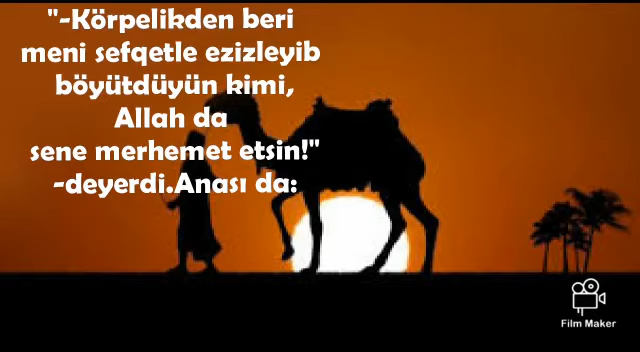 "-Körpelikden beri
meni sefqetle ezizleyib
böyütdüyün kimi,
Allah da
sene merhemet etsin!"
-deyerdi.Anası da:
Film Maker